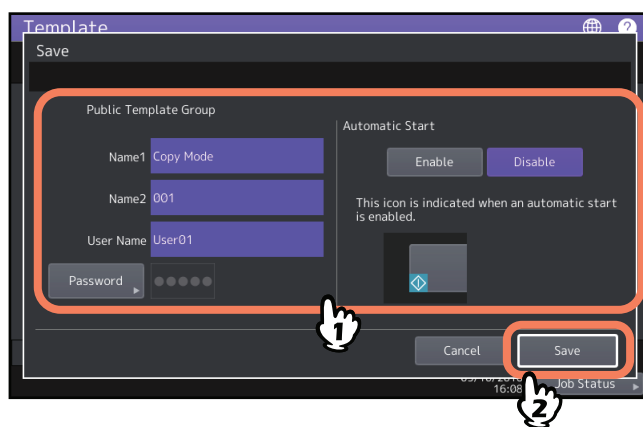 Template
?
Save
Public Template Group
Name1 Copy Mode
Name2 001
User Name User01
Password
Automatic Start
Enable Disable
This icon is indicated when an automatic start
is enabled.
1
Cancel Save
16:08 Job Status
2